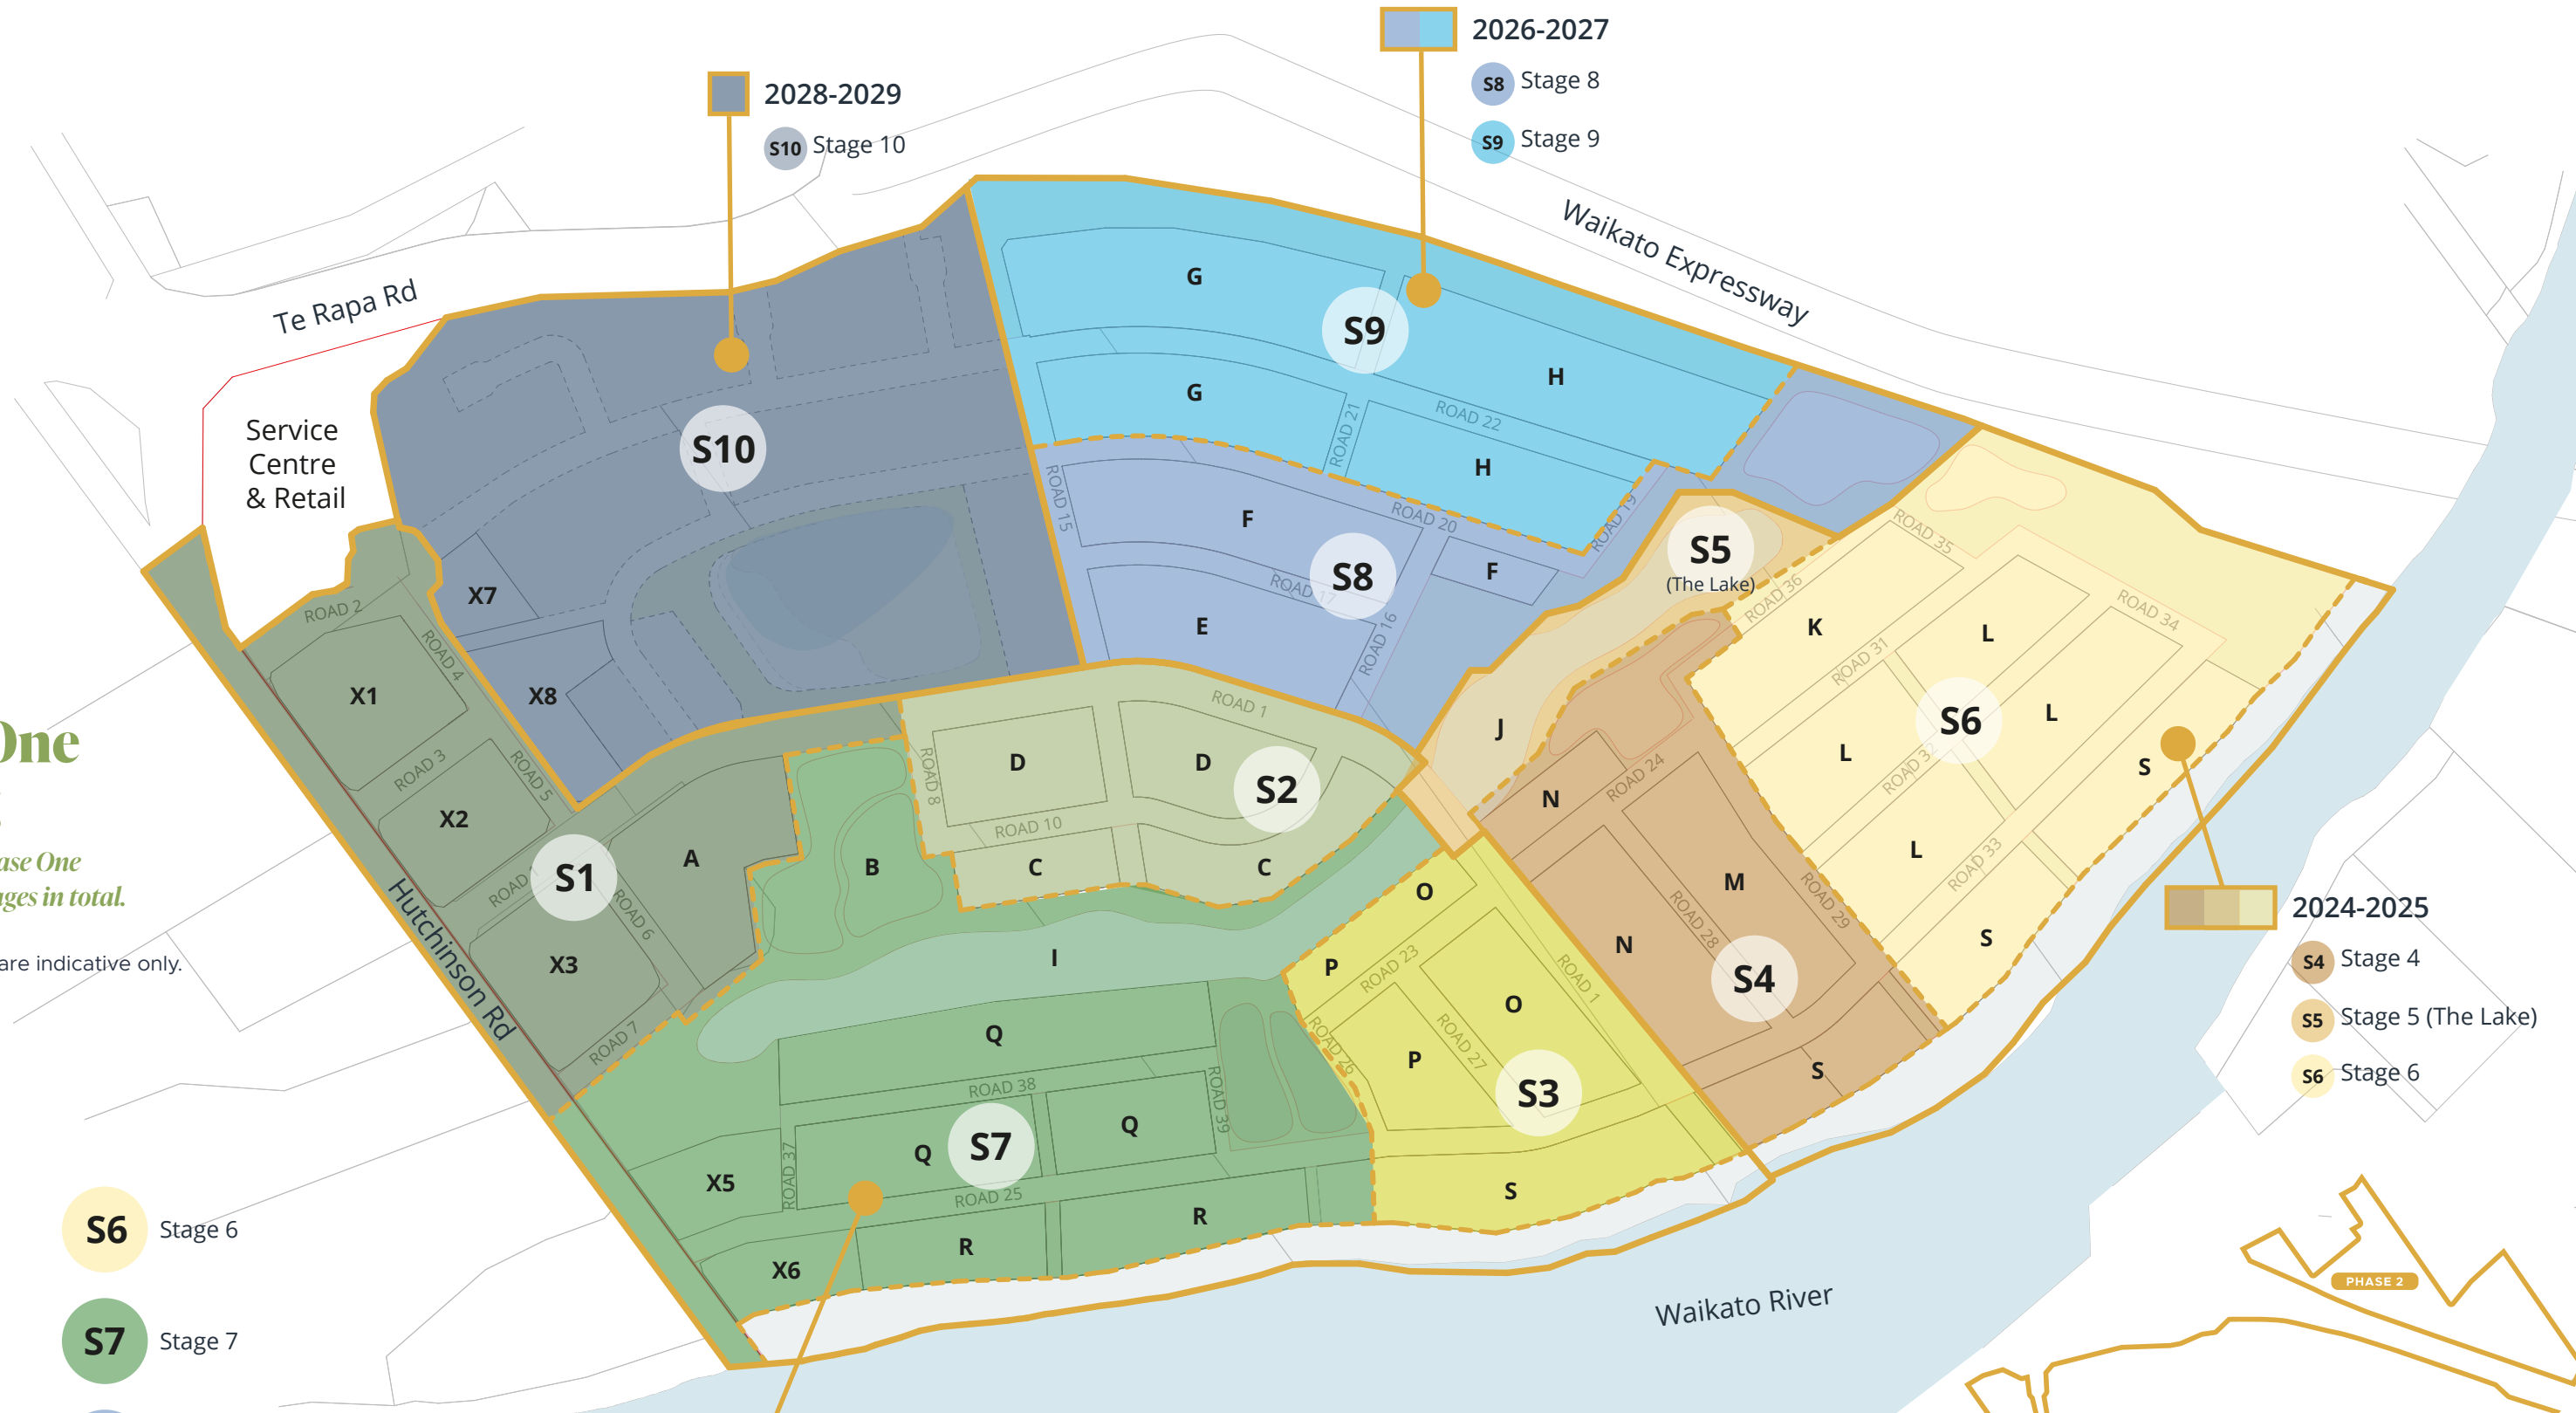 2026-2027
S8 Stage 8
S9 Stage 9
2028-2029
S10 Stage 10
Waikato Expressway
Te Rapa Rd
Service
Centre
& Retail
S10
X7
X8
G
S9
H
G
ROAD 21
ROAD 22
H
ROAD 15
F
ROAD 20
ROAD 19
S8
F
E
ROAD 16
S5
(The Lake)
ROAD 36
ROAD 35
K
L
ROAD 34
ROAD 31
L
S6
L
S
ROAD 32
L
ROAD 33
S
ROAD 2
ROAD 4
X1
ROAD 3
ROAD 5
X2
S1
A
ROAD
ROAD 6
X3
ROAD 7
Hutchinson Rd
B
ROAD 8
D
D
ROAD 1
S2
ROAD 10
C
C
I
J
N
ROAD 24
M
N
ROAD 28
ROAD 29
S4
S
O
P
ROAD 23
O
ROAD 1
ROAD 26
P
ROAD 27
S3
S
Q
ROAD 38
ROAD 39
Q
Q
S7
ROAD 37
X5
ROAD 25
R
R
X6
Waikato River
2024-2025
S4 Stage 4
S5 Stage 5 (The Lake)
S6 Stage 6
One
ase One
ges in total.
are indicative only.
S6 Stage 6
S7 Stage 7
PHASE 2